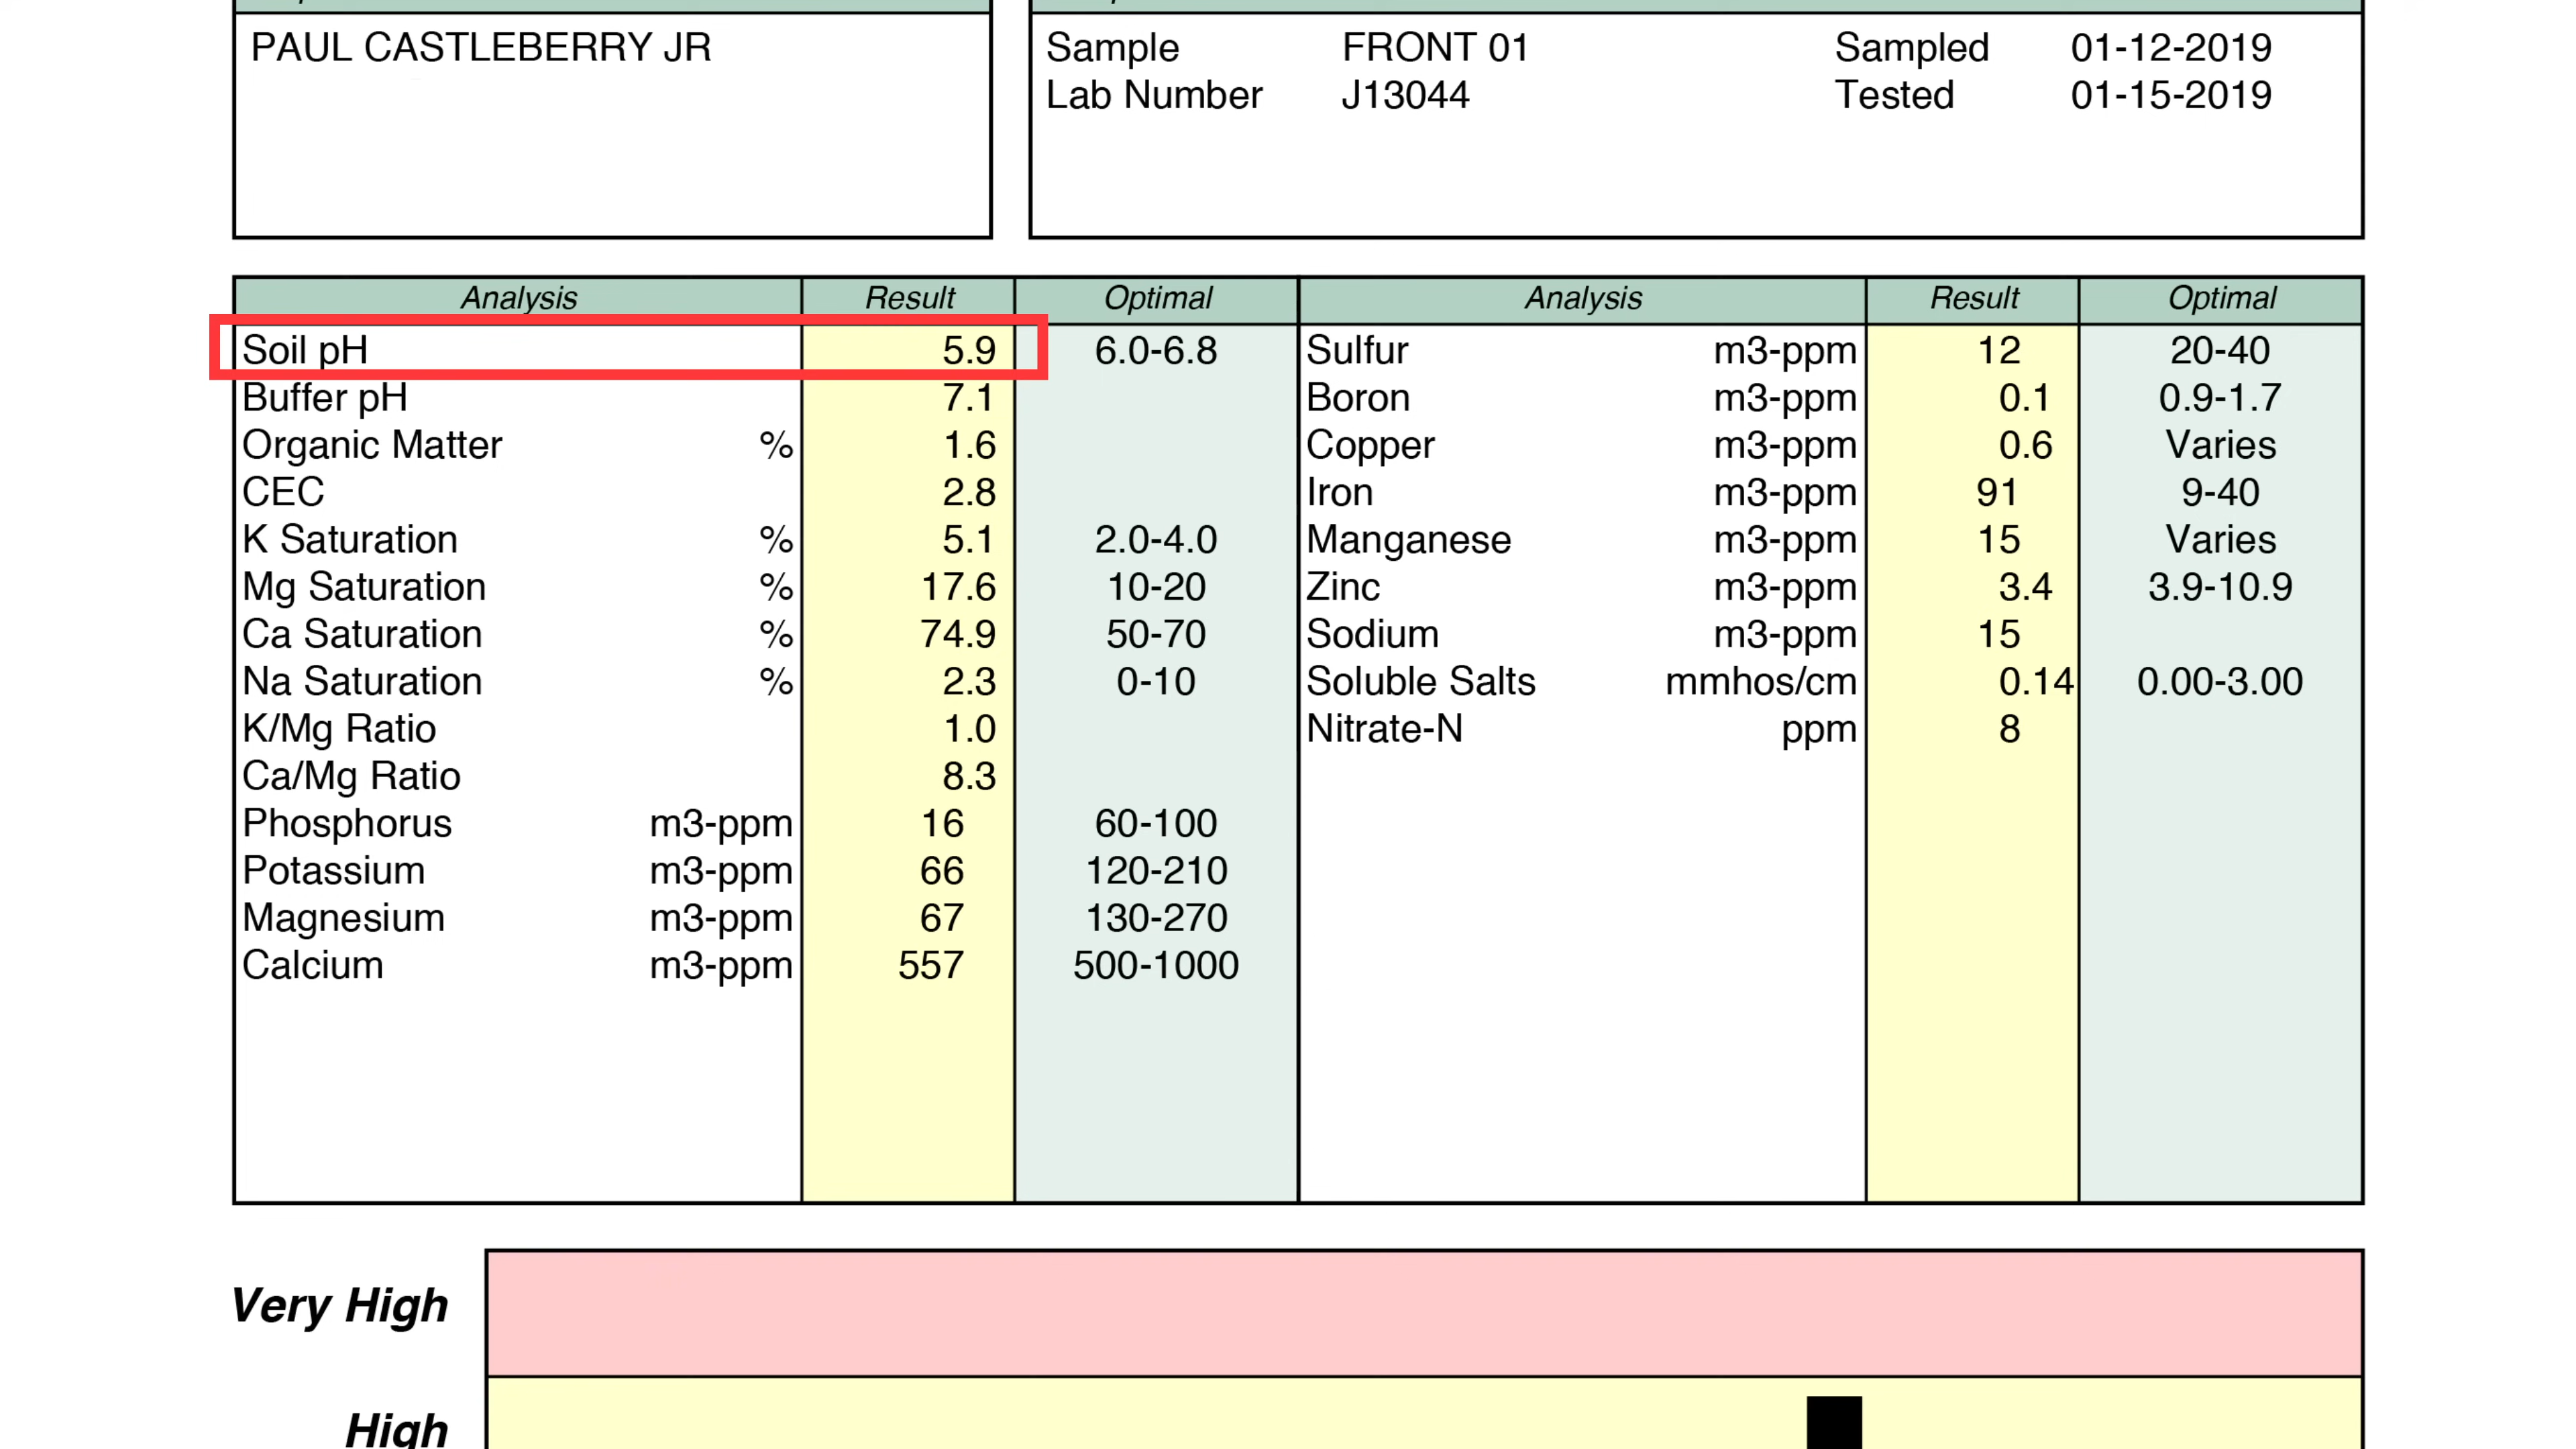 PAUL CASTLEBERRY JR
Sample FRONT 01 Sampled 01-12-2019
Lab Number J13044 Tested 01-15-2019
Analysis Result Optimal Analysis Result Optimal
Soil pH 5.9 6.0-6.8 Sulfur m3-ppm 12 20-40
Buffer pH 7.1 Boron m3-ppm 0.1 0.9-1.7
Organic Matter % 1.6 Copper m3-ppm 0.6 Varies
CEC 2.8 Iron m3-ppm 91 9-40
K Saturation % 5.1 2.0-4.0 Manganese m3-ppm 15 Varies
Mg Saturation % 17.6 10-20 Zinc m3-ppm 3.4 3.9-10.9
Ca Saturation % 74.9 50-70 Sodium m3-ppm 15
Na Saturation % 2.3 0-10 Soluble Salts mmhos/cm 0.14 0.00-3.00
K/Mg Ratio 1.0 Nitrate-N ppm 8
Ca/Mg Ratio 8.3
Phosphorus m3-ppm 16 60-100
Potassium m3-ppm 66 120-210
Magnesium m3-ppm 67 130-270
Calcium m3-ppm 557 500-1000
Very High
High